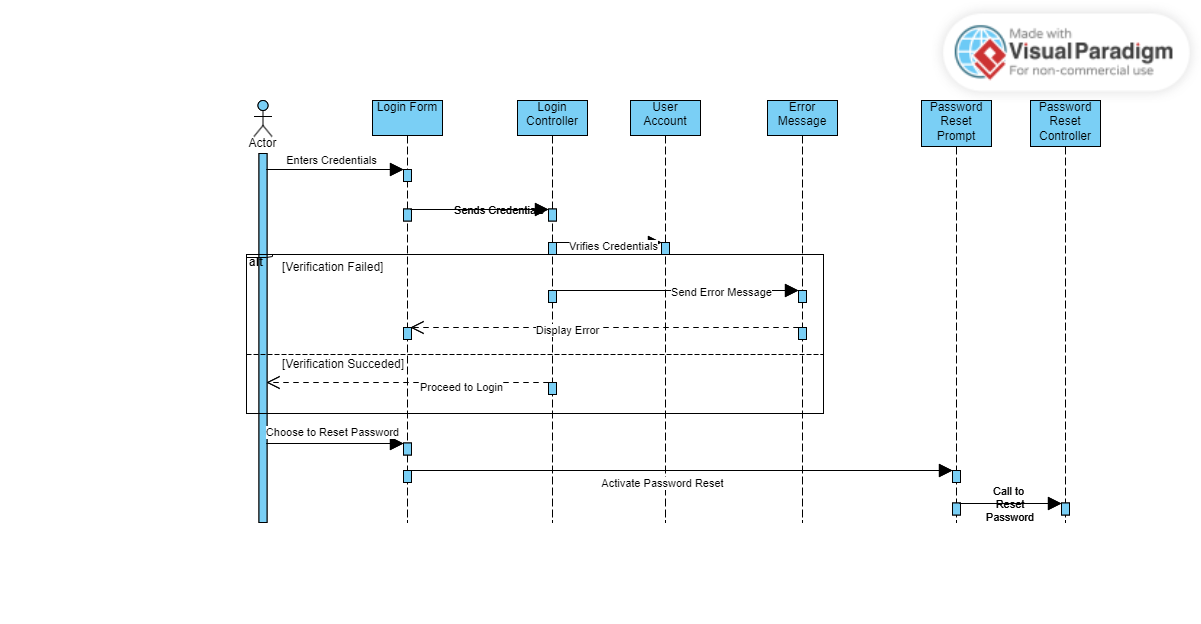 Made with
VisualParadigm
For non-commercial use
Actor
Login Form
Login
Controller
User
Account
Error
Message
Password
Reset
Prompt
Password
Reset
Controller
Enters Credentials
Sends Credentials
Vrifies Credentials
alt
[Verification Failed]
Send Error Message
Display Error
[Verification Succeded]
Proceed to Login
Choose to Reset Password
Activate Password Reset
Call to
Reset
Password